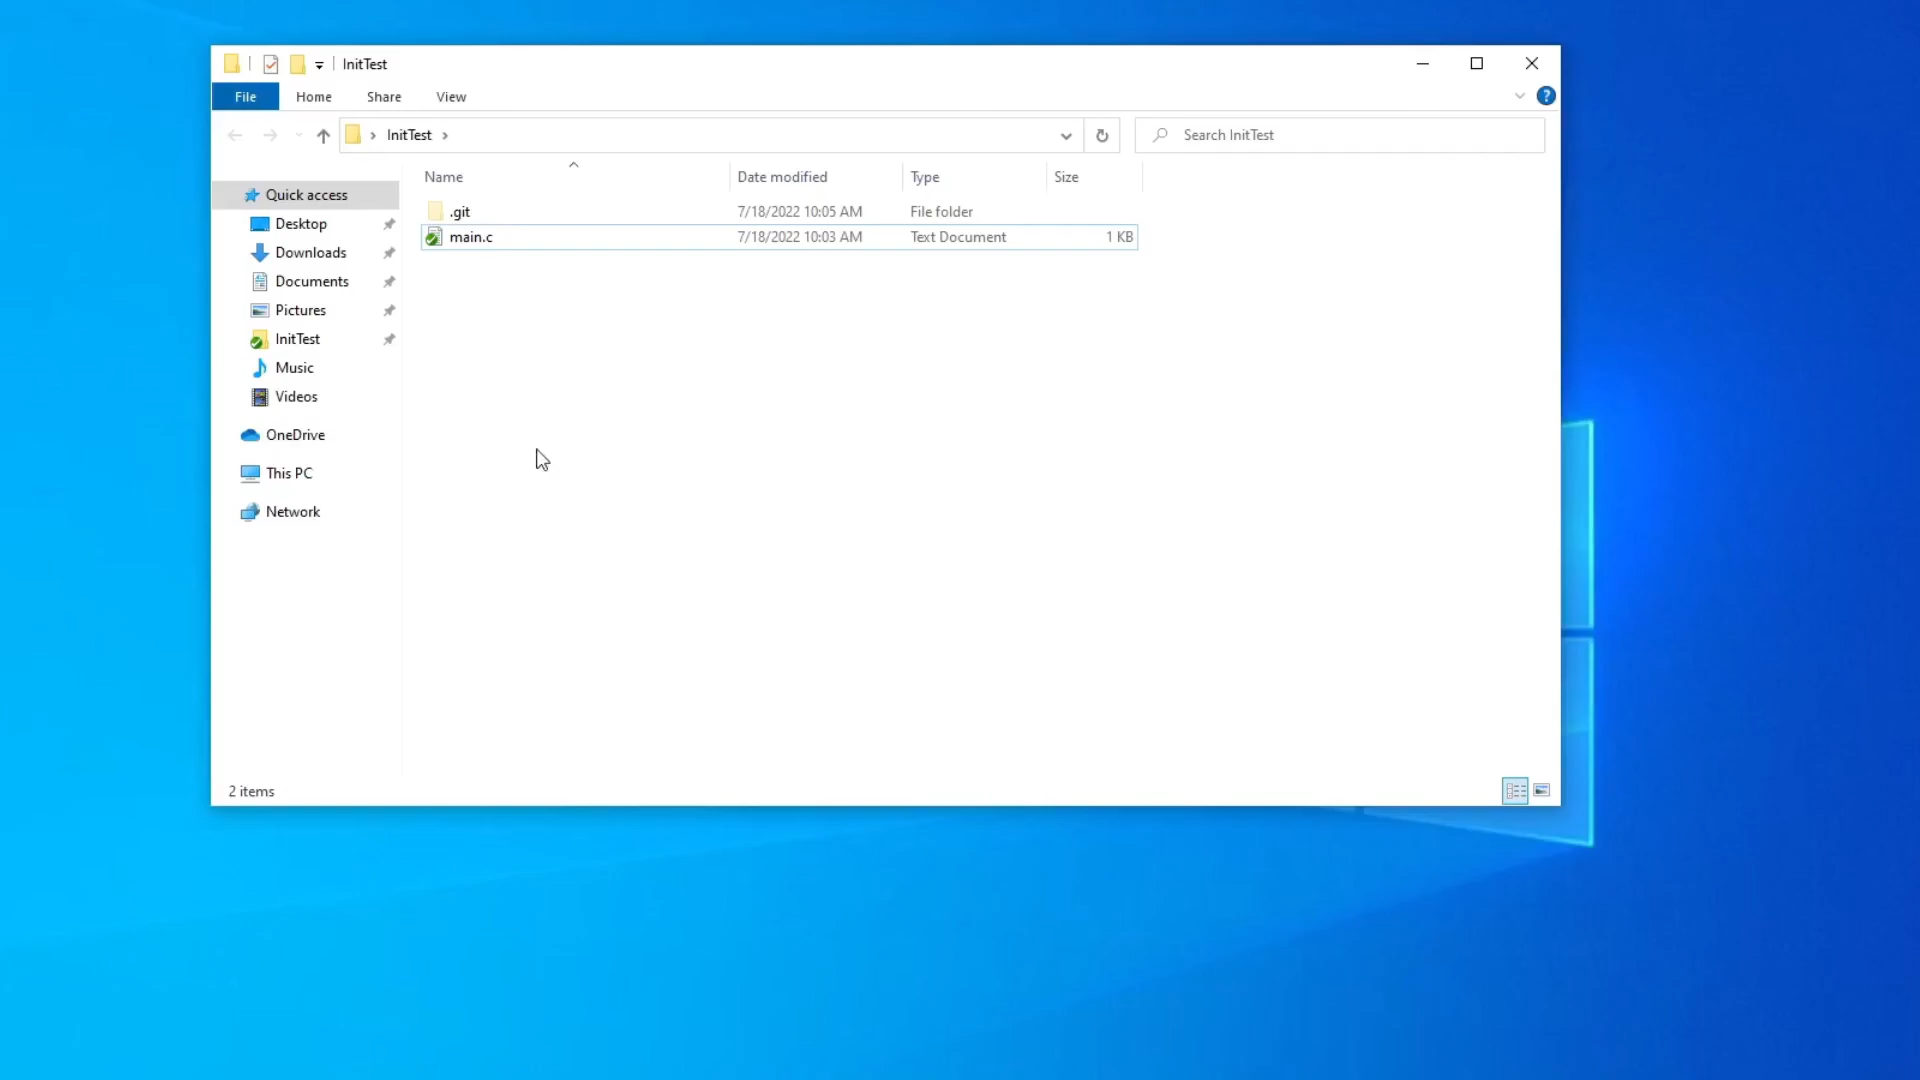 InitTest
File Home Share View
?
InitTest
Search InitTest
Name Date modified Type Size
Quick access
Desktop
Downloads
Documents
Pictures
InitTest
Music
Videos
OneDrive
This PC
Network
.git 7/18/2022 10:05 AM File folder
main.c 7/18/2022 10:03 AM Text Document 1 KB
2 items